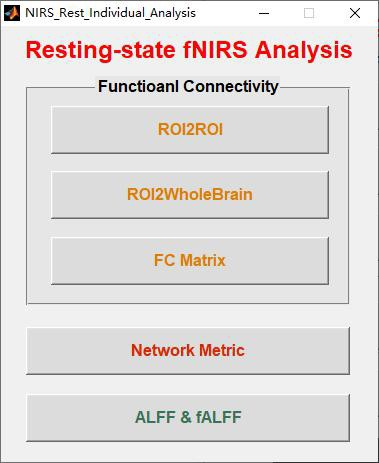 NIRS_Rest_Individual_Analysis
Resting-state fNIRS Analysis
Functioanl Connectivity
ROI2ROI
ROI2WholeBrain
FC Matrix
Network Metric
ALFF & fALFF